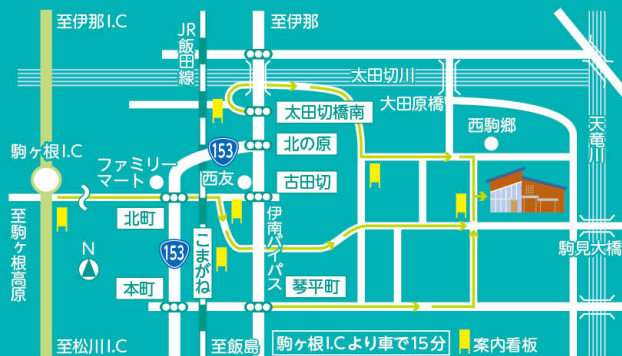 至伊那I.C
至伊那
JR飯田線
太田切川
太田切橋南
大田原橋
天竜川
西駒郷
153
北の原
駒ヶ根I.C
ファミリーマート
西友
古田切
北町
至駒ヶ根高原
伊南バイパス
駒見大橋
N
153
こまがね
本町
琴平町
至松川I.C
至飯島
駒ヶ根I.Cより車で15分
案内看板